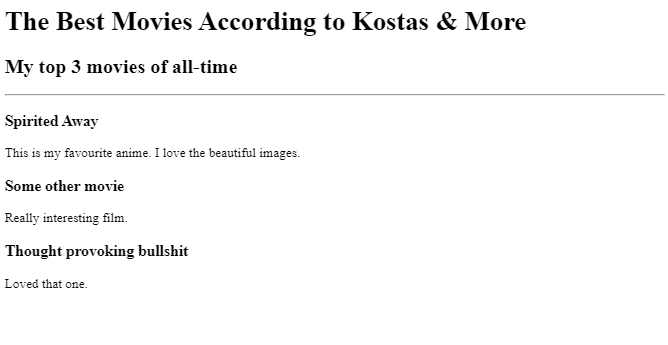 The Best Movies According to Kostas & More
My top 3 movies of all-time
Spirited Away
This is my favourite anime. I love the beautiful images.
Some other movie
Really interesting film.
Thought provoking bullshit
Loved that one.